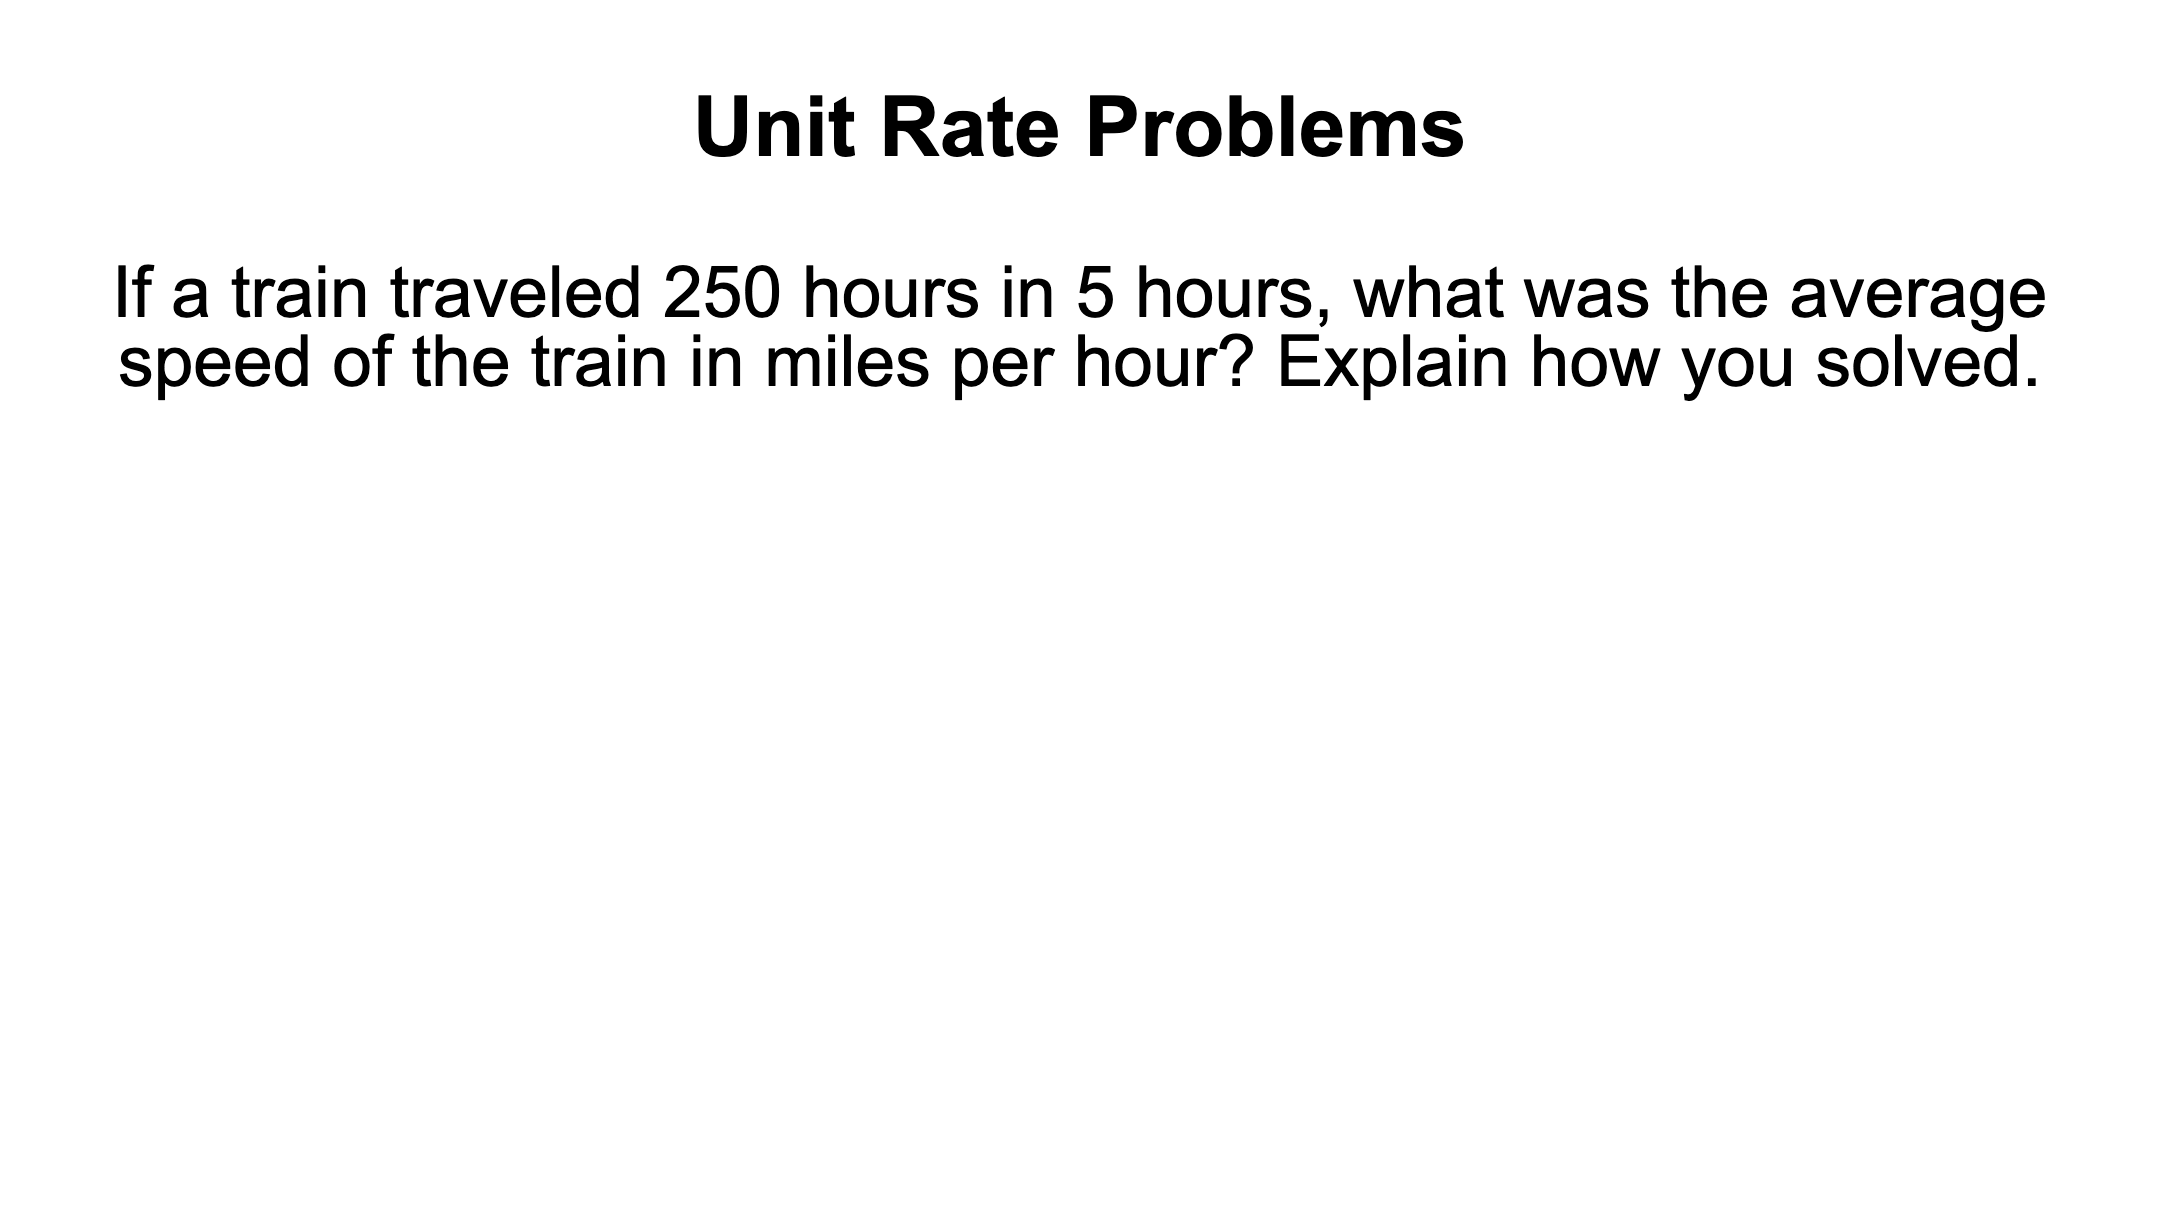 Unit Rate Problems
If a train traveled 250 hours in 5 hours, what was the average
speed of the train in miles per hour? Explain how you solved.